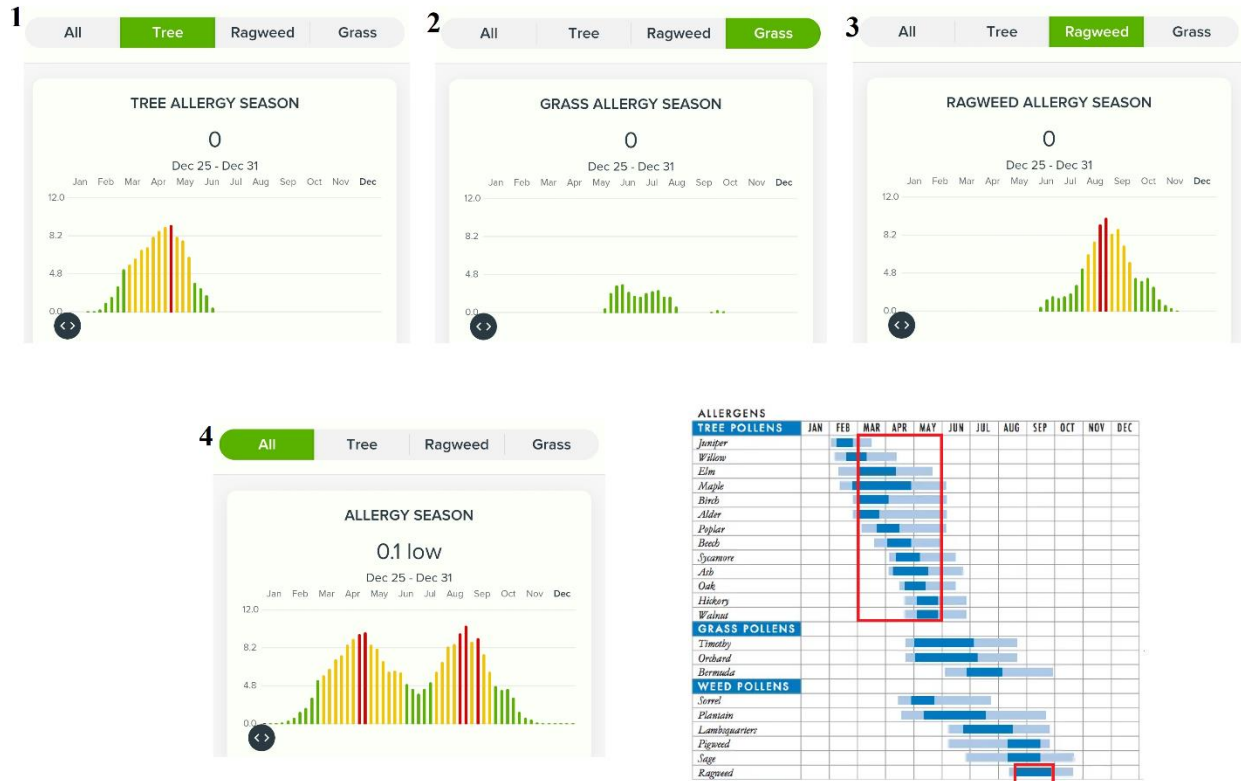 1
All Tree Ragweed Grass
TREE ALLERGY SEASON
0
Dec 25 - Dec 31
Jan Feb Mar Apr May Jun Jul Aug Sep Oct Nov Dec
12.0
8.2
4.8
0.0
2
All Tree Ragweed Grass
GRASS ALLERGY SEASON
0
Dec 25 - Dec 31
Jan Feb Mar Apr May Jun Jul Aug Sep Oct Nov Dec
12.0
8.2
4.8
0.0
3
All Tree Ragweed Grass
RAGWEED ALLERGY SEASON
0
Dec 25 - Dec 31
Jan Feb Mar Apr May Jun Jul Aug Sep Oct Nov Dec
12.0
8.2
4.8
0.0
4
All Tree Ragweed Grass
ALLERGY SEASON
0.1 low
Dec 25 - Dec 31
Jan Feb Mar Apr May Jun Jul Aug Sep Oct Nov Dec
12.0
8.2
4.8
0.0
ALLERGENS
TREE POLLENS JAN FEB MAR APR MAY JUN JUL AUG SEP OCT NOV DEC
Juniper
Willow
Elm
Maple
Birch
Alder
Poplar
Beech
Sycamore
Ash
Oak
Hickory
Walnut
GRASS POLLENS
Timothy
Orchard
Bermuda
WEED POLLENS
Sorrel
Plantain
Lambsquarters
Pigweed
Sage
Ragweed